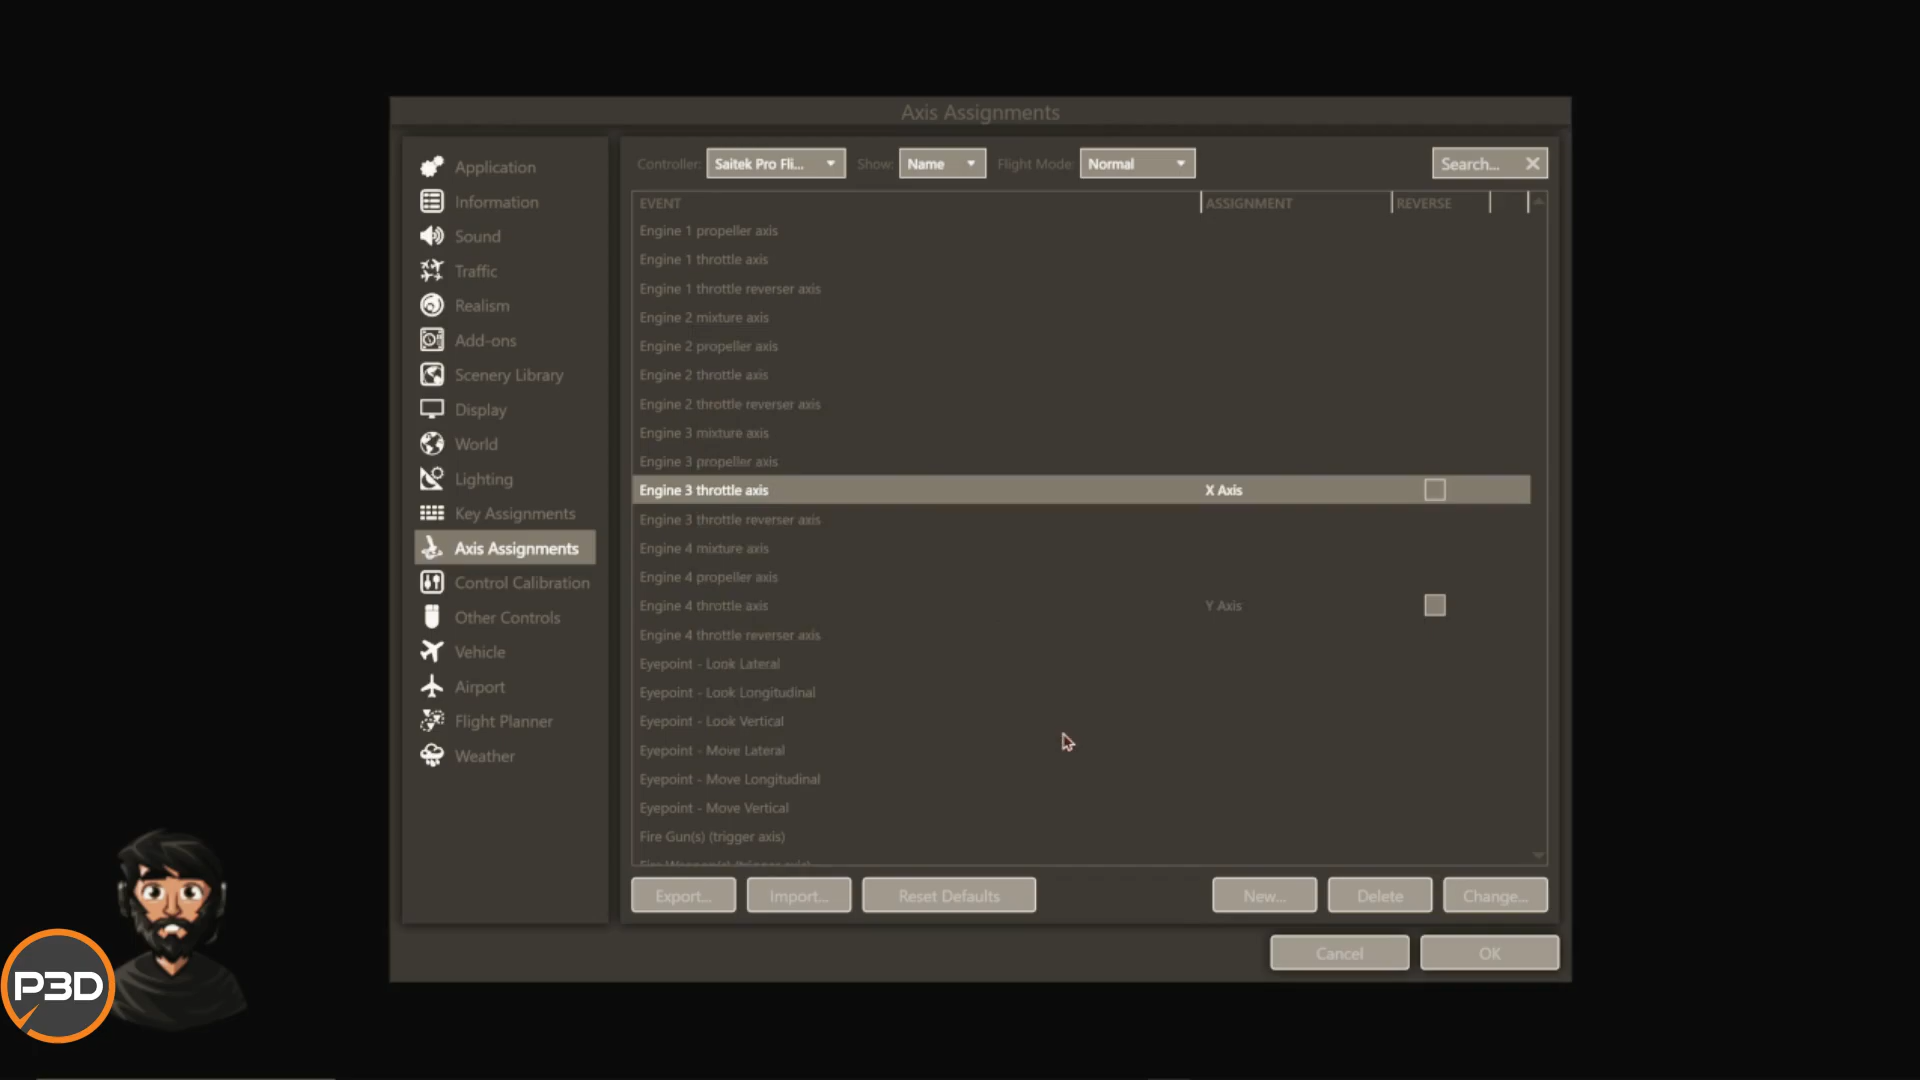 Axis Assignments
Application
Information
Sound
Traffic
Realism
Add-ons
Scenery Library
Display
World
Lighting
Key Assignments
Axis Assignments
Control Calibration
Other Controls
Vehicle
Airport
Flight Planner
Weather
Controller: Saitek Pro Fli... Show: Name Flight Mode: Normal Search...
EVENT ASSIGNMENT REVERSE
Engine 1 propeller axis
Engine 1 throttle axis
Engine 1 throttle reverser axis
Engine 2 mixture axis
Engine 2 propeller axis
Engine 2 throttle axis
Engine 2 throttle reverser axis
Engine 3 mixture axis
Engine 3 propeller axis
Engine 3 throttle axis X Axis
Engine 3 throttle reverser axis
Engine 4 mixture axis
Engine 4 propeller axis
Engine 4 throttle axis Y Axis
Engine 4 throttle reverser axis
Eyepoint - Look Lateral
Eyepoint - Look Longitudinal
Eyepoint - Look Vertical
Eyepoint - Move Lateral
Eyepoint - Move Longitudinal
Eyepoint - Move Vertical
Fire Gun(s) (trigger axis)
Export... Import... Reset Defaults New... Delete Change...
Cancel OK
P3D